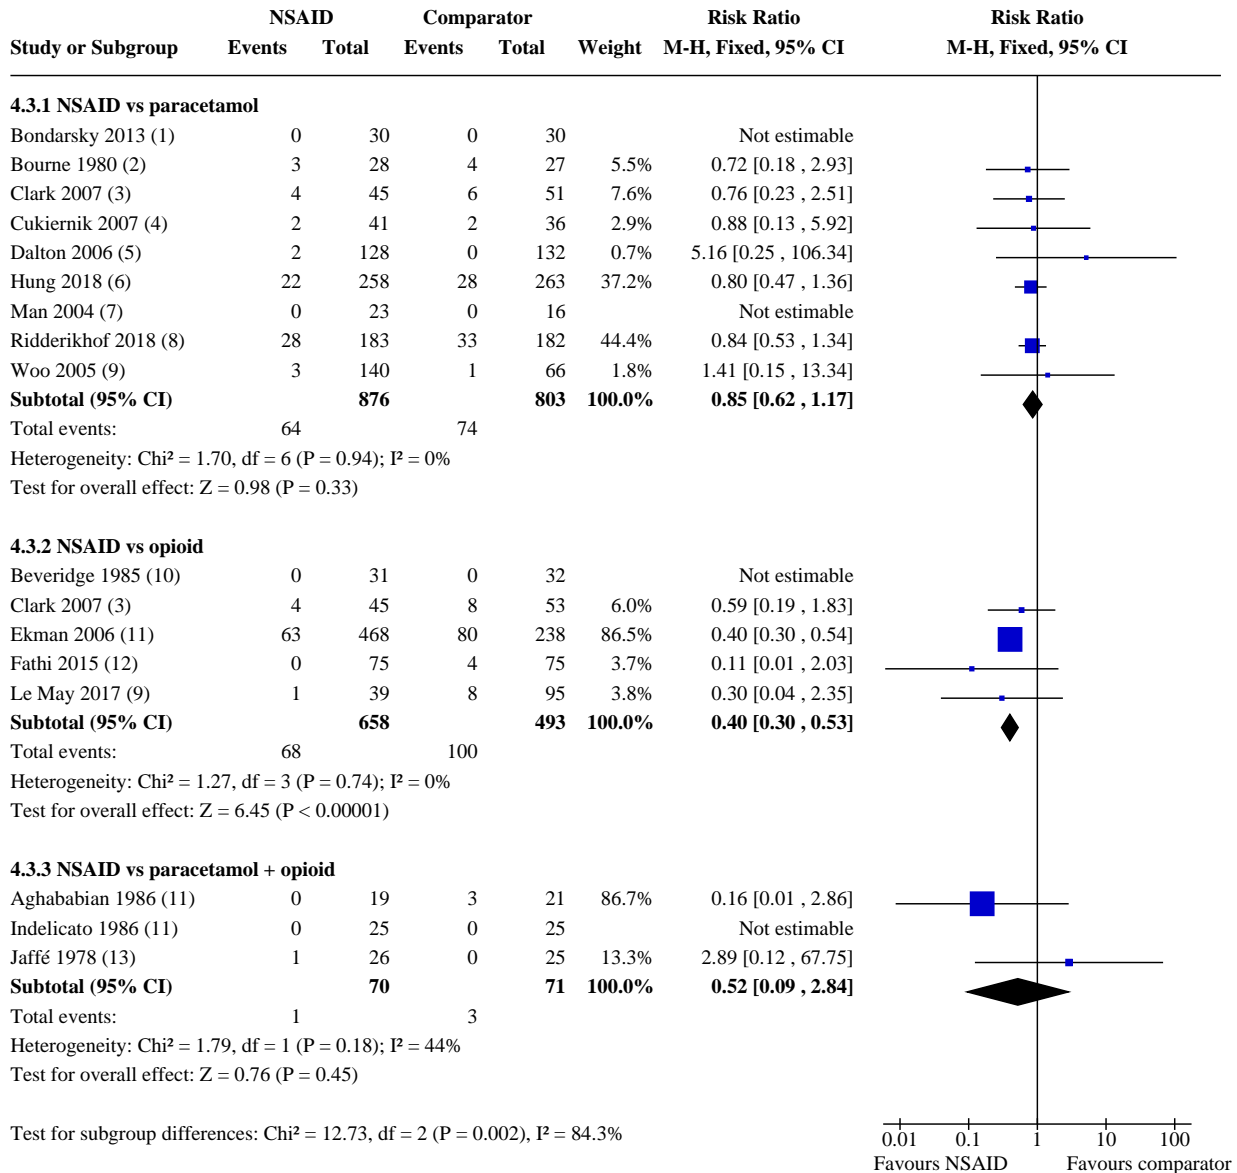 NSAID Comparator Risk Ratio Risk Ratio
Study or Subgroup Events Total Events Total Weight M-H, Fixed, 95% CI M-H, Fixed, 95% CI
4.3.1 NSAID vs paracetamol
Bondarsky 2013 (1) 0 30 0 30 Not estimable
Bourne 1980 (2) 3 28 4 27 5.5% 0.72 [0.18 , 2.93]
Clark 2007 (3) 4 45 6 51 7.6% 0.76 [0.23 , 2.51]
Cukiernik 2007 (4) 2 41 2 36 2.9% 0.88 [0.13 , 5.92]
Dalton 2006 (5) 2 128 0 132 0.7% 5.16 [0.25 , 106.34]
Hung 2018 (6) 22 258 28 263 37.2% 0.80 [0.47 , 1.36]
Man 2004 (7) 0 23 0 16 Not estimable
Ridderikhof 2018 (8) 28 183 33 182 44.4% 0.84 [0.53 , 1.34]
Woo 2005 (9) 3 140 1 66 1.8% 1.41 [0.15 , 13.34]
Subtotal (95% CI) 876 803 100.0% 0.85 [0.62 , 1.17]
Total events: 64 74
Heterogeneity: Chi² = 1.70, df = 6 (P = 0.94); I² = 0%
Test for overall effect: Z = 0.98 (P = 0.33)
4.3.2 NSAID vs opioid
Beveridge 1985 (10) 0 31 0 32 Not estimable
Clark 2007 (3) 4 45 8 53 6.0% 0.59 [0.19 , 1.83]
Ekman 2006 (11) 63 468 80 238 86.5% 0.40 [0.30 , 0.54]
Fathi 2015 (12) 0 75 4 75 3.7% 0.11 [0.01 , 2.03]
Le May 2017 (9) 1 39 8 95 3.8% 0.30 [0.04 , 2.35]
Subtotal (95% CI) 658 493 100.0% 0.40 [0.30 , 0.53]
Total events: 68 100
Heterogeneity: Chi² = 1.27, df = 3 (P = 0.74); I² = 0%
Test for overall effect: Z = 6.45 (P < 0.00001)
4.3.3 NSAID vs paracetamol + opioid
Aghababian 1986 (11) 0 19 3 21 86.7% 0.16 [0.01 , 2.86]
Indelicato 1986 (11) 0 25 0 25 Not estimable
Jaffé 1978 (13) 1 26 0 25 13.3% 2.89 [0.12 , 67.75]
Subtotal (95% CI) 70 71 100.0% 0.52 [0.09 , 2.84]
Total events: 1 3
Heterogeneity: Chi² = 1.79, df = 1 (P = 0.18); I² = 44%
Test for overall effect: Z = 0.76 (P = 0.45)
Test for subgroup differences: Chi² = 12.73, df = 2 (P = 0.002), I² = 84.3%
0.01 0.1 1 10 100
Favours NSAID Favours comparator